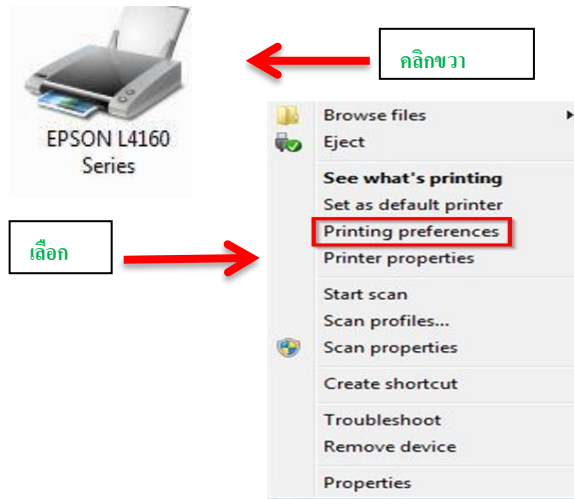 คลิกขวา
EPSON L4160
Series
Browse files
Eject
See what's printing
Set as default printer
เลือก
Printing preferences
Printer properties
Start scan
Scan profiles...
Scan properties
Create shortcut
Troubleshoot
Remove device
Properties